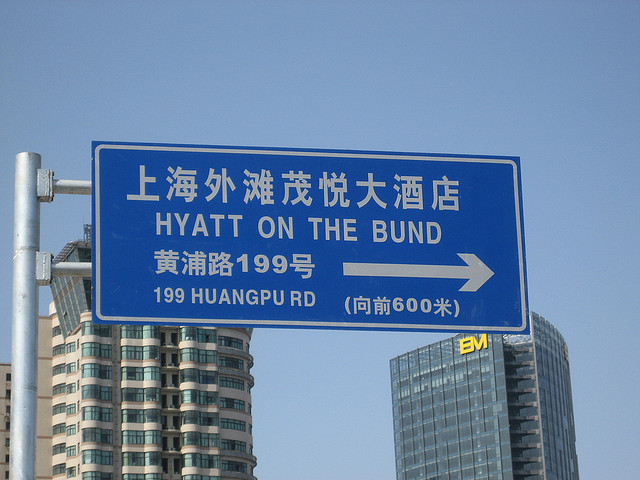 上海外滩茂悦大酒店
HYATT ON THE BUND
黄浦路199号
199 HUANGPU RD (向前600米)
BM